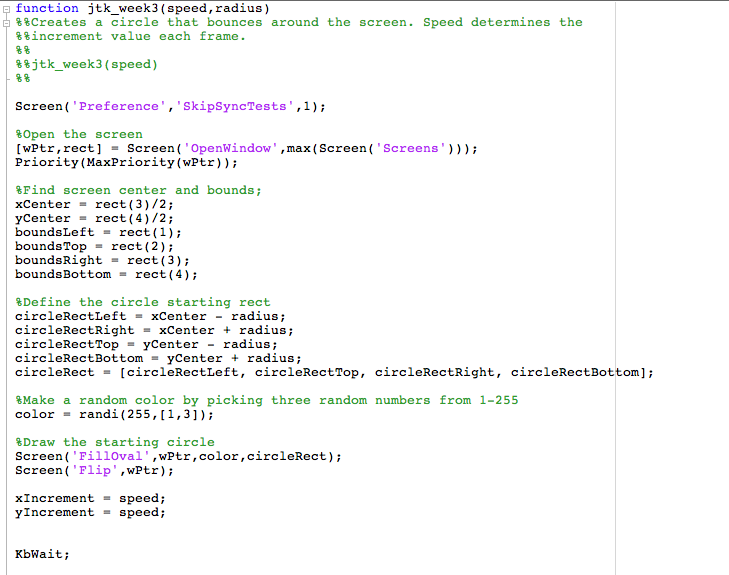 function jtk_week3(speed,radius)
%%Creates a circle that bounces around the screen. Speed determines the
%%increment value each frame.
%%
%%jtk_week3(speed)
%%
Screen('Preference','SkipSyncTests',1);
%Open the screen
[wPtr,rect] = Screen('OpenWindow',max(Screen('Screens')));
Priority(MaxPriority(wPtr));
%Find screen center and bounds;
xCenter = rect(3)/2;
yCenter = rect(4)/2;
boundsLeft = rect(1);
boundsTop = rect(2);
boundsRight = rect(3);
boundsBottom = rect(4);
%Define the circle starting rect
circleRectLeft = xCenter - radius;
circleRectRight = xCenter + radius;
circleRectTop = yCenter - radius;
circleRectBottom = yCenter + radius;
circleRect = [circleRectLeft, circleRectTop, circleRectRight, circleRectBottom];
%Make a random color by picking three random numbers from 1-255
color = randi(255,[1,3]);
%Draw the starting circle
Screen('FillOval',wPtr,color,circleRect);
Screen('Flip',wPtr);
xIncrement = speed;
yIncrement = speed;
KbWait;